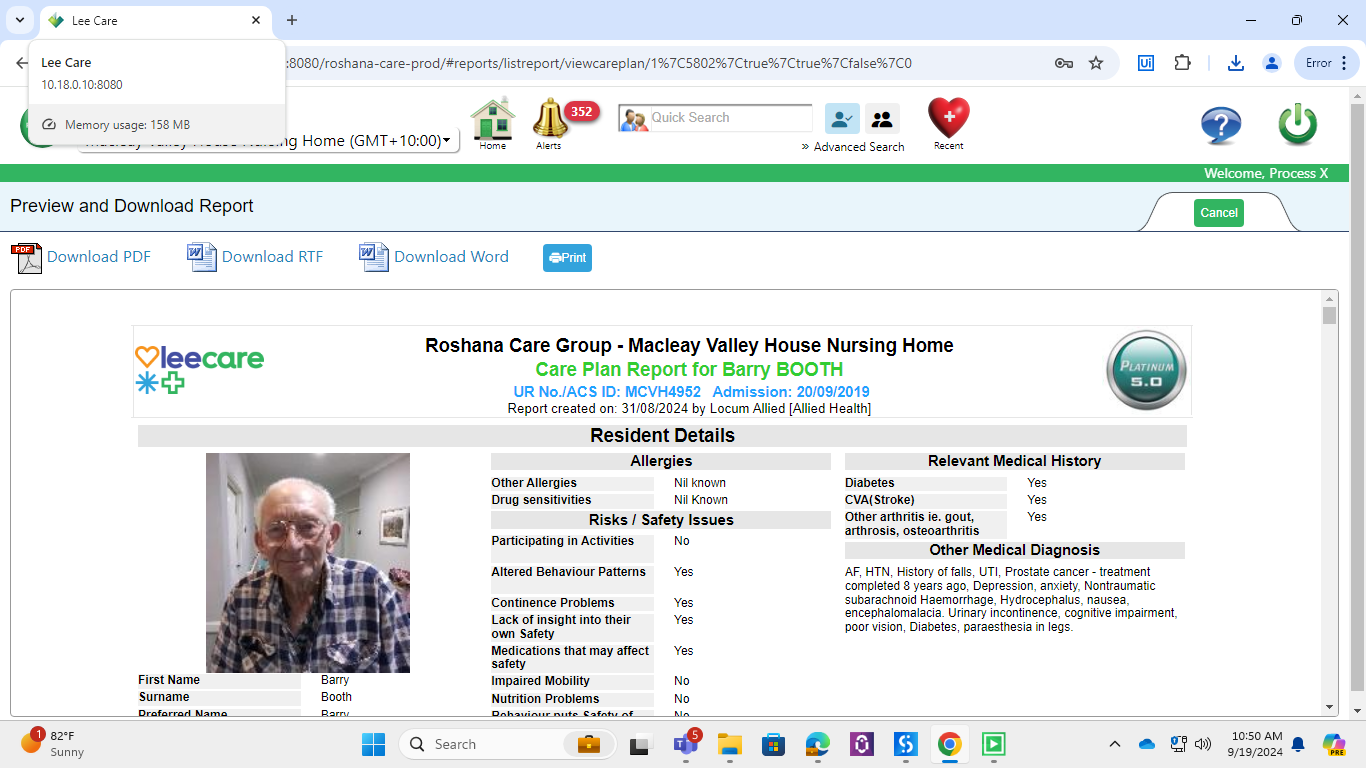 Lee Care
Lee Care
10.18.0.10:8080
Memory usage: 158 MB
:8080/roshana-care-prod/#reports/listreport/viewcareplan/1%7C5802%7Ctrue%7Ctrue%7Cfalse%7C0
Error
Nursing Home (GMT+10:00)
Home
352
Alerts
Quick Search
» Advanced Search
Recent
Welcome, Process X
Preview and Download Report
Cancel
PDF
Download PDF
Download RTF
Download Word
Print
leecare
Roshana Care Group - Macleay Valley House Nursing Home
Care Plan Report for Barry BOOTH
UR No./ACS ID: MCVH4952 Admission: 20/09/2019
Report created on: 31/08/2024 by Locum Allied [Allied Health]
PLATINUM
5.0
Resident Details
First Name Barry
Surname Booth
Preferred Name Barry
Allergies
Other Allergies Nil known
Drug sensitivities Nil Known
Risks / Safety Issues
Participating in Activities No
Altered Behaviour Patterns Yes
Continence Problems Yes
Lack of insight into their Yes
own Safety
Medications that may affect Yes
safety
Impaired Mobility No
Nutrition Problems No
Behaviour puts Safety of No
Relevant Medical History
Diabetes Yes
CVA(Stroke) Yes
Other arthritis ie. gout, Yes
arthrosis, osteoarthritis
Other Medical Diagnosis
AF, HTN, History of falls, UTI, Prostate cancer - treatment
completed 8 years ago, Depression, anxiety, Nontraumatic
subarachnoid Haemorrhage, Hydrocephalus, nausea,
encephalomalacia. Urinary incontinence, cognitive impairment,
poor vision, Diabetes, paraesthesia in legs.
1
82°F
Sunny
Search
5
10:50 AM
9/19/2024
PRE